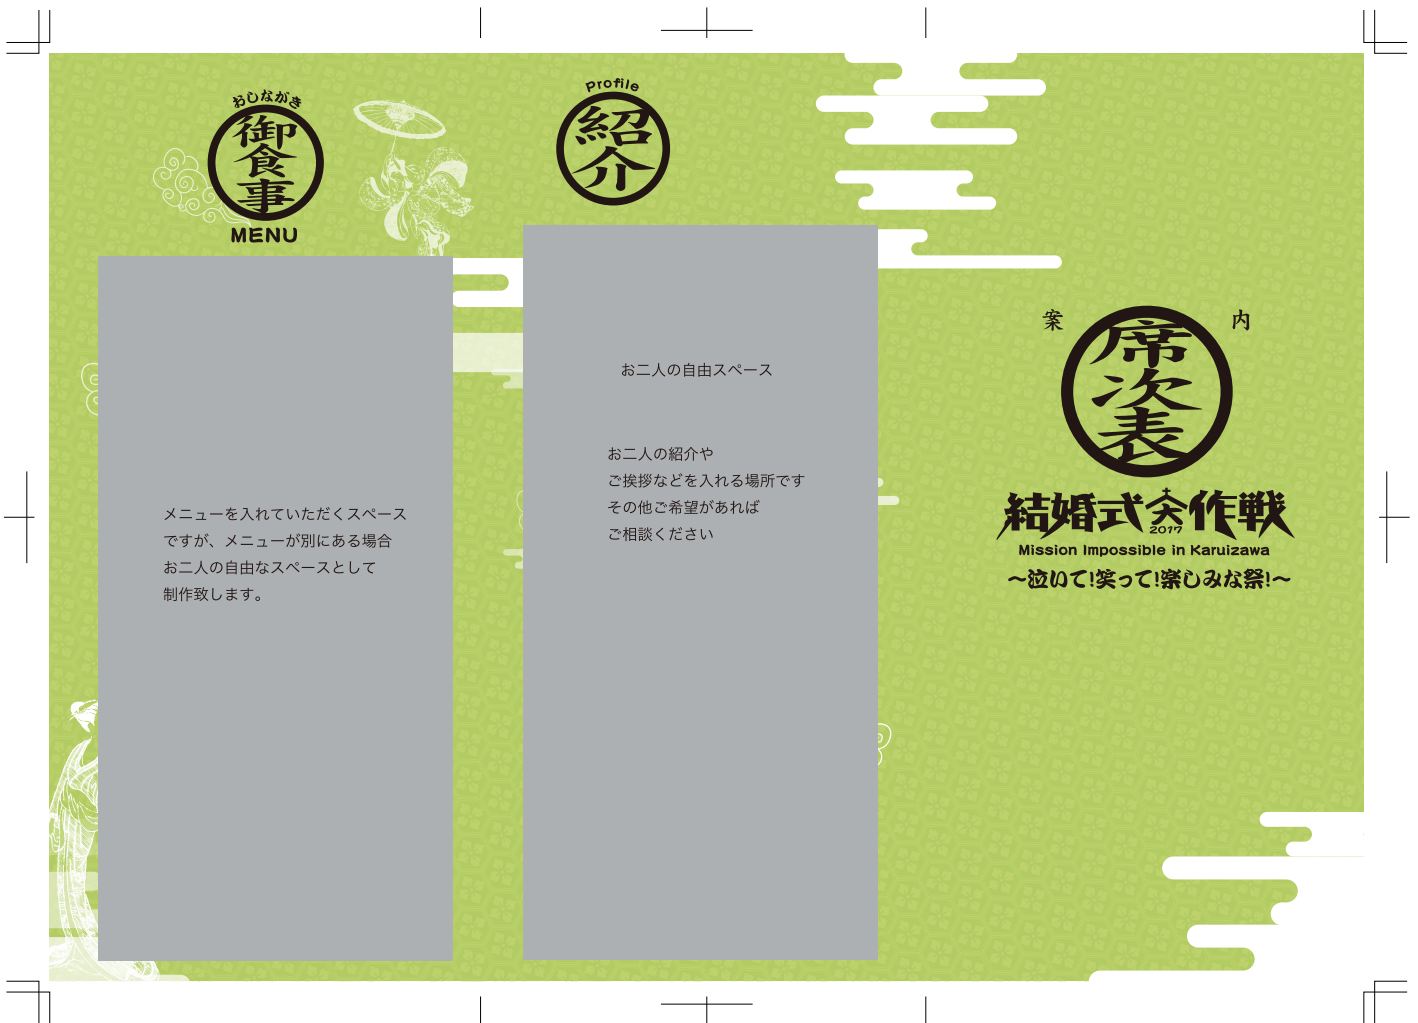 おしながき
御食事
MENU
メニューを入れていただくスペース
ですが、メニューが別にある場合
お二人の自由なスペースとして
制作致します。
Profile
紹介
お二人の自由スペース
お二人の紹介や
ご挨拶などを入れる場所です
その他ご希望があれば
ご相談ください
案内
席次表
結婚式大作戦
2017
Mission Impossible in Karuizawa
〜泣いて!笑って!楽しみな祭!〜